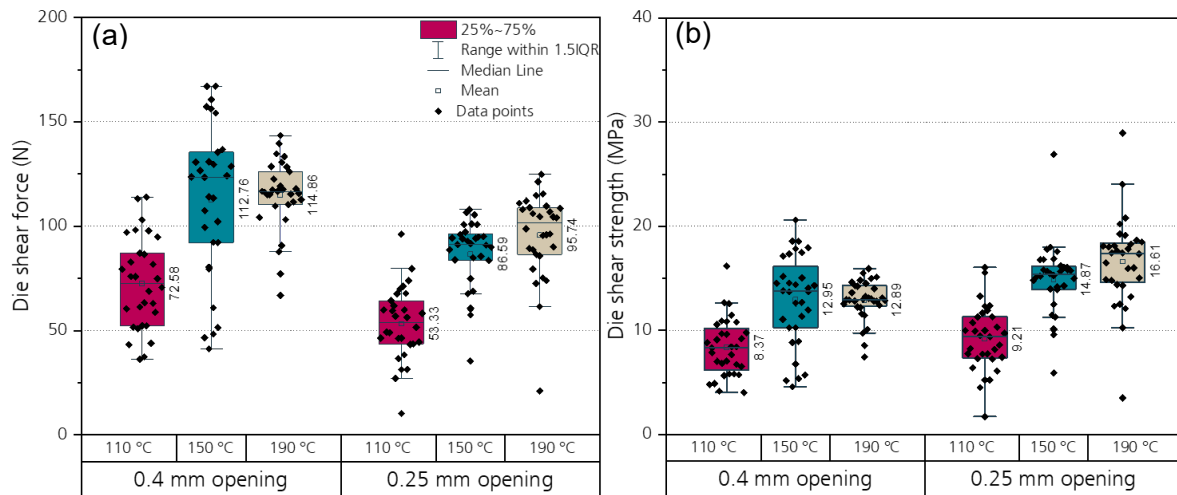 (a)
Die shear force (N)
200
150
100
50
0
25%~75%
Range within 1.5IQR
Median Line
Mean
Data points
72.58
112.76
114.86
53.33
86.59
95.74
110 °C
150 °C
190 °C
110 °C
150 °C
190 °C
0.4 mm opening
0.25 mm opening
(b)
Die shear strength (MPa)
40
30
20
10
0
8.37
12.95
12.89
9.21
14.87
16.61
110 °C
150 °C
190 °C
110 °C
150 °C
190 °C
0.4 mm opening
0.25 mm opening